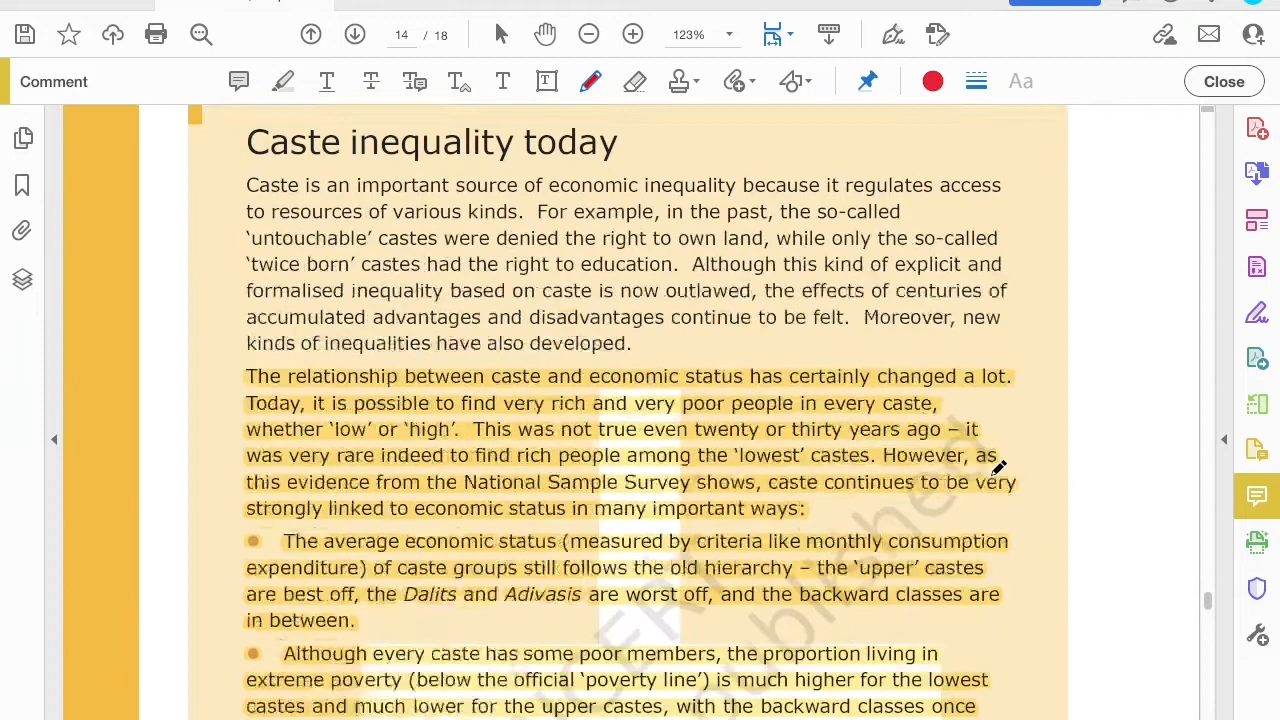 14 / 18
123%
Comment
Aa
Close
Caste inequality today
Caste is an important source of economic inequality because it regulates access
to resources of various kinds. For example, in the past, the so-called
‘untouchable’ castes were denied the right to own land, while only the so-called
‘twice born’ castes had the right to education. Although this kind of explicit and
formalised inequality based on caste is now outlawed, the effects of centuries of
accumulated advantages and disadvantages continue to be felt. Moreover, new
kinds of inequalities have also developed.
The relationship between caste and economic status has certainly changed a lot.
Today, it is possible to find very rich and very poor people in every caste,
whether ‘low’ or ‘high’. This was not true even twenty or thirty years ago – it
was very rare indeed to find rich people among the ‘lowest’ castes. However, as
this evidence from the National Sample Survey shows, caste continues to be very
strongly linked to economic status in many important ways:
The average economic status (measured by criteria like monthly consumption
expenditure) of caste groups still follows the old hierarchy – the ‘upper’ castes
are best off, the Dalits and Adivasis are worst off, and the backward classes are
in between.
Although every caste has some poor members, the proportion living in
extreme poverty (below the official ‘poverty line’) is much higher for the lowest
castes and much lower for the upper castes, with the backward classes once